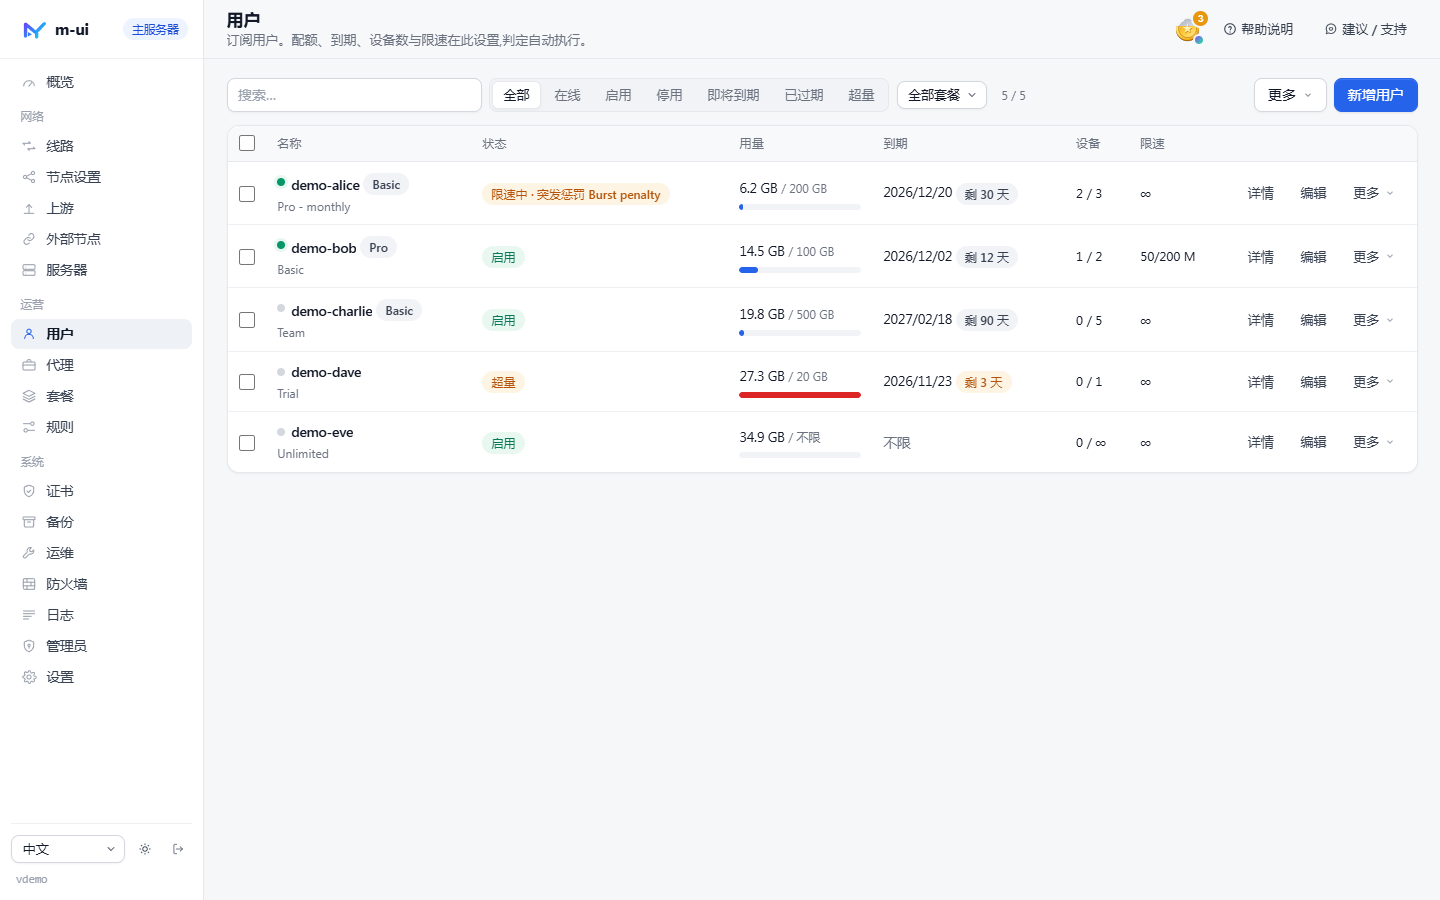 m-ui 主服务器
概览
网络
线路
节点设置
上游
外部节点
服务器
运营
用户
代理
套餐
规则
系统
证书
备份
运维
防火墙
日志
管理员
设置
中文
vdemo
用户
订阅用户。配额、到期、设备数与限速在此设置,判定自动执行。
3 帮助说明 建议 / 支持
搜索... 全部 在线 启用 停用 即将到期 已过期 超量 全部套餐 5 / 5 更多 新增用户
名称 状态 用量 到期 设备 限速
demo-alice Basic 限速中 · 突发惩罚 Burst penalty 6.2 GB / 200 GB 2026/12/20 剩 30 天 2 / 3 ∞ 详情 编辑 更多
Pro - monthly
demo-bob Pro 启用 14.5 GB / 100 GB 2026/12/02 剩 12 天 1 / 2 50/200 M 详情 编辑 更多
Basic
demo-charlie Basic 启用 19.8 GB / 500 GB 2027/02/18 剩 90 天 0 / 5 ∞ 详情 编辑 更多
Team
demo-dave 超量 27.3 GB / 20 GB 2026/11/23 剩 3 天 0 / 1 ∞ 详情 编辑 更多
Trial
demo-eve 启用 34.9 GB / 不限 不限 0 / ∞ ∞ 详情 编辑 更多
Unlimited